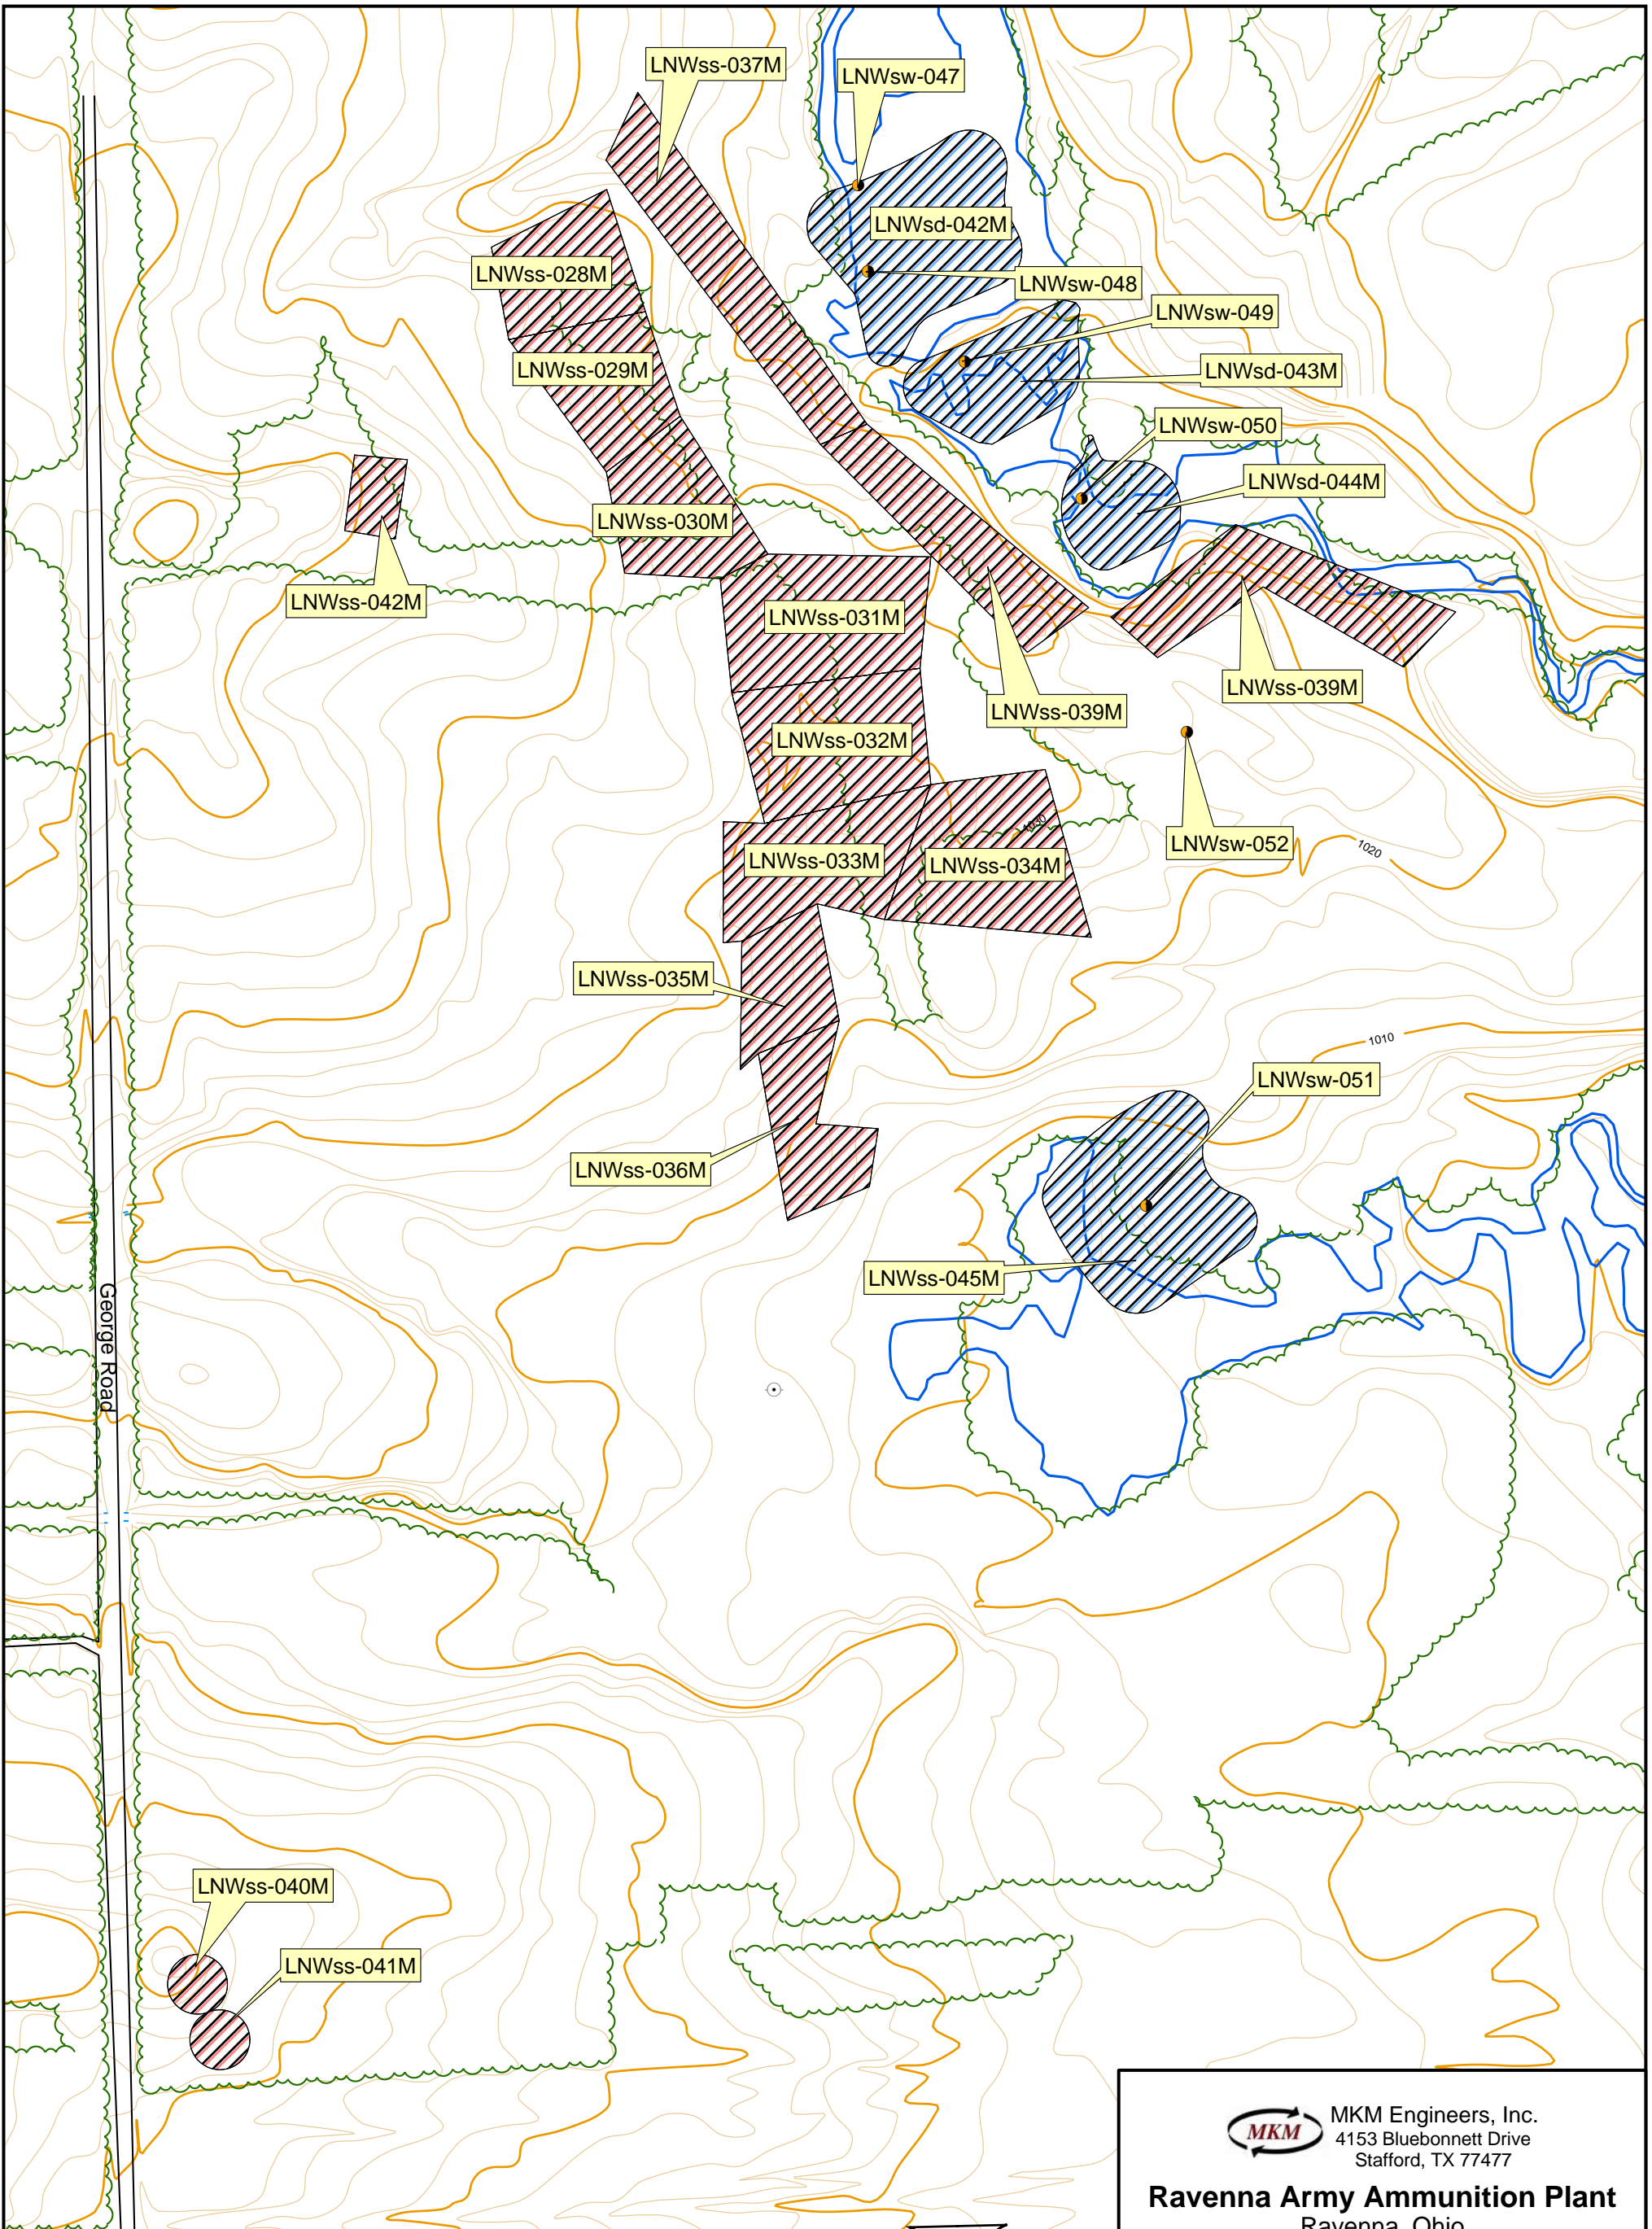 LNWss-037M
LNWsw-047
LNWsd-042M
LNWss-028M
LNWsw-048
LNWsw-049
LNWss-029M
LNWsd-043M
LNWsw-050
LNWsd-044M
LNWss-030M
LNWss-042M
LNWss-031M
LNWss-039M
LNWss-039M
LNWss-032M
1030
LNWsw-052
1020
LNWss-033M
LNWss-034M
LNWss-035M
1010
LNWsw-051
LNWss-036M
LNWss-045M
George Road
LNWss-040M
LNWss-041M
MKM
MKM Engineers, Inc.
4153 Bluebonnett Drive
Stafford, TX 77477
Ravenna Army Ammunition Plant
Ravenna, Ohio